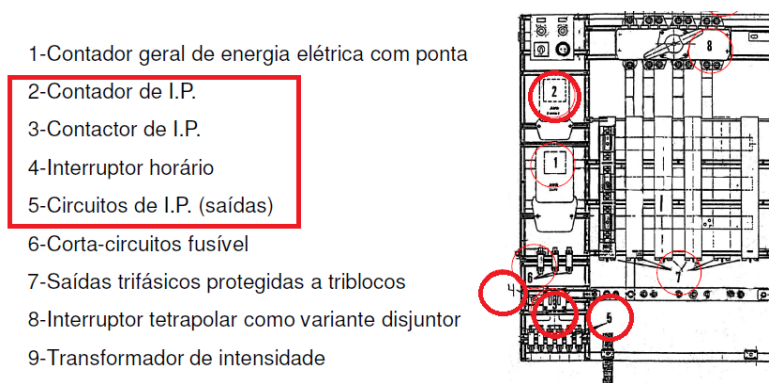 1-Contador geral de energia elétrica com ponta
2-Contador de I.P.
3-Contactor de I.P.
4-Interruptor horário
5-Circuitos de I.P. (saídas)
6-Corta-circuitos fusível
7-Saídas trifásicos protegidas a triblocos
8-Interruptor tetrapolar como variante disjuntor
9-Transformador de intensidade
8
2
1
6
7
4
5